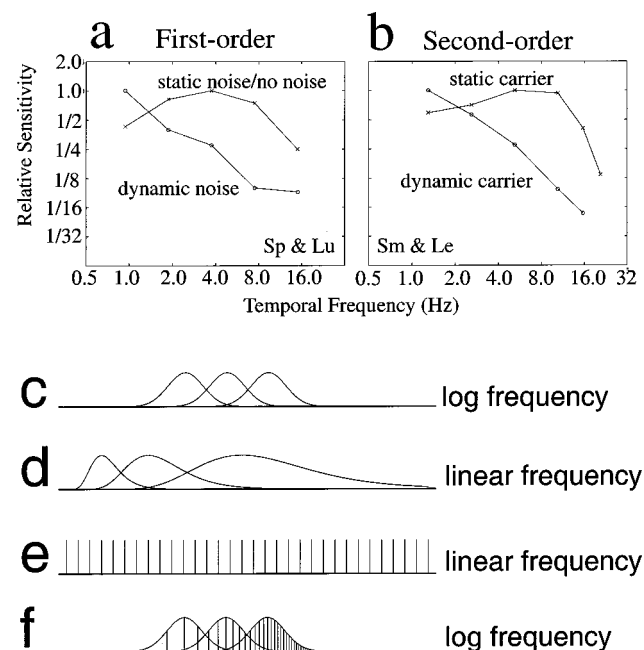 a First-order
b Second-order
Relative Sensitivity
2.0
1.0
1/2
1/4
1/8
1/16
1/32
static noise/no noise
dynamic noise
Sp & Lu
static carrier
dynamic carrier
Sm & Le
0.5 1.0 2.0 4.0 8.0 16.0
0.5 1.0 2.0 4.0 8.0 16.0 32
Temporal Frequency (Hz)
c log frequency
d linear frequency
e linear frequency
f log frequency